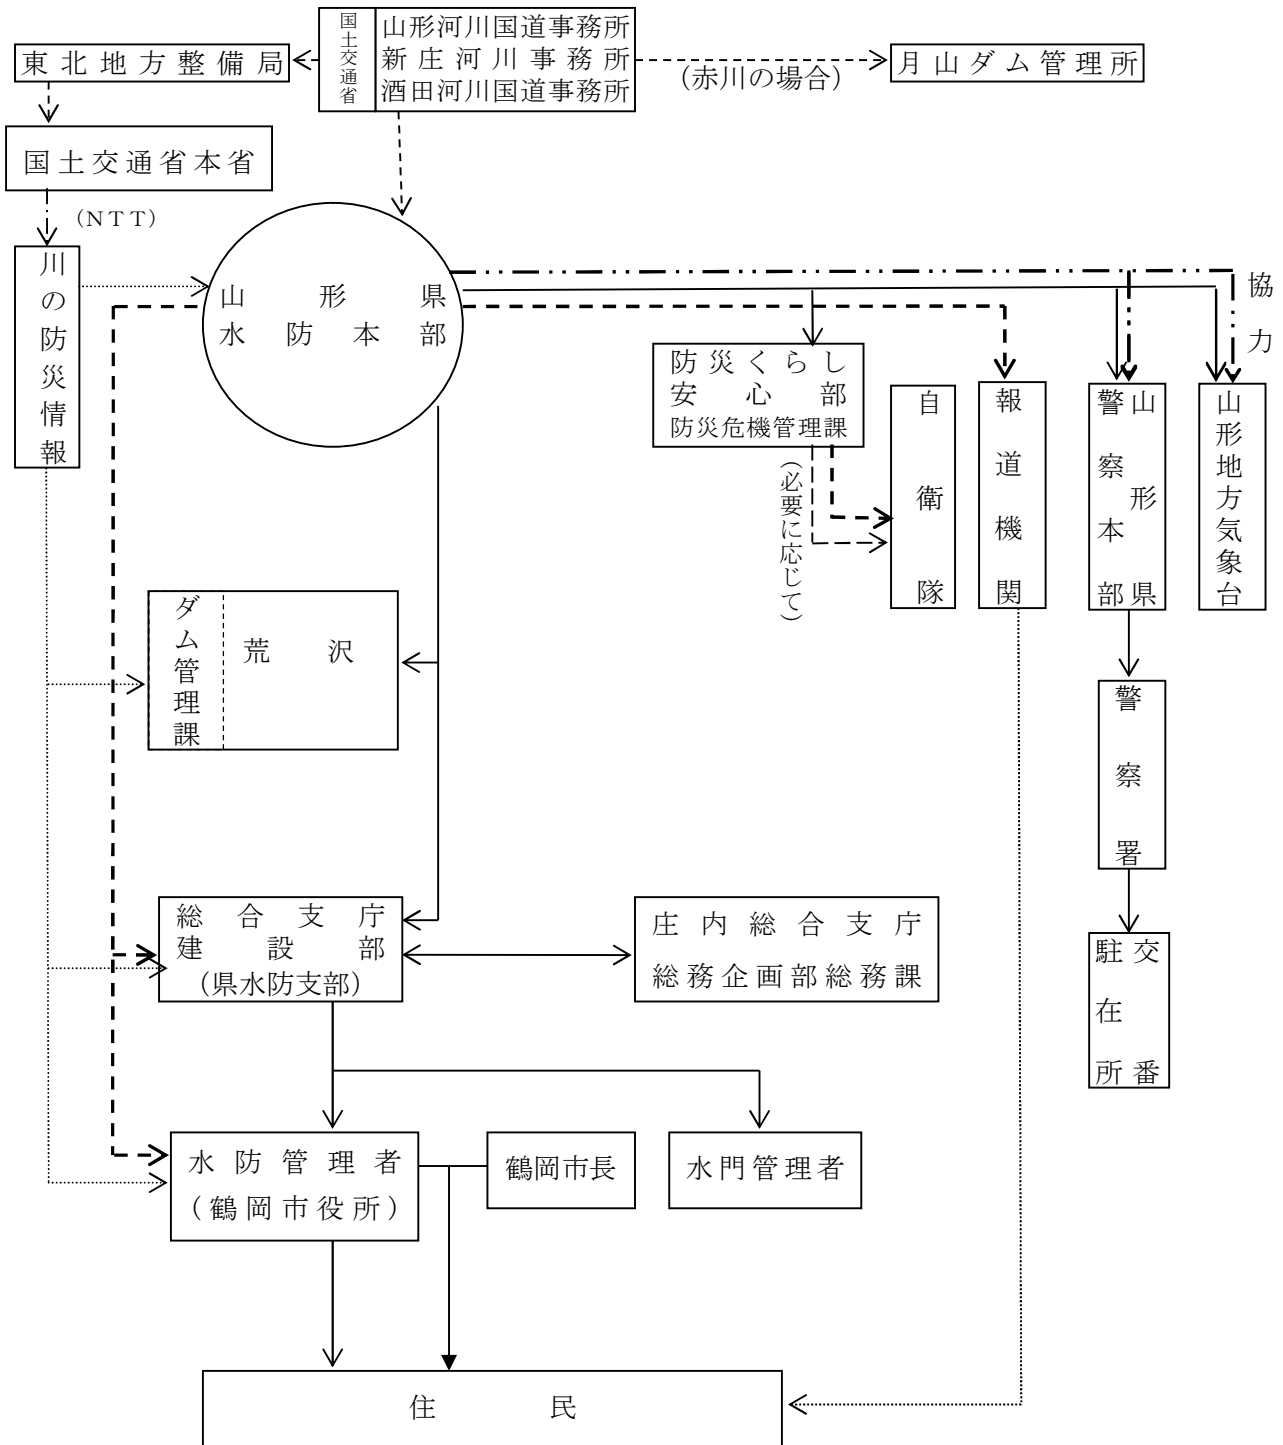 国土交通省
山形河川国道事務所
新庄河川事務所
酒田河川国道事務所
東北地方整備局
（赤川の場合）
月山ダム管理所
国土交通省本省
（ＮＴＴ）
川の防災情報
山形県
水防本部
協力
防災くらし
安心部
防災危機管理課
（必要に応じて）
自衛隊
報道機関
山形県
警察本部
山形地方気象台
ダム管理課
荒沢
警察署
総合支庁
建設部
（県水防支部）
庄内総合支庁
総務企画部総務課
交番
駐在所
水防管理者
（鶴岡市役所）
鶴岡市長
水門管理者
住民